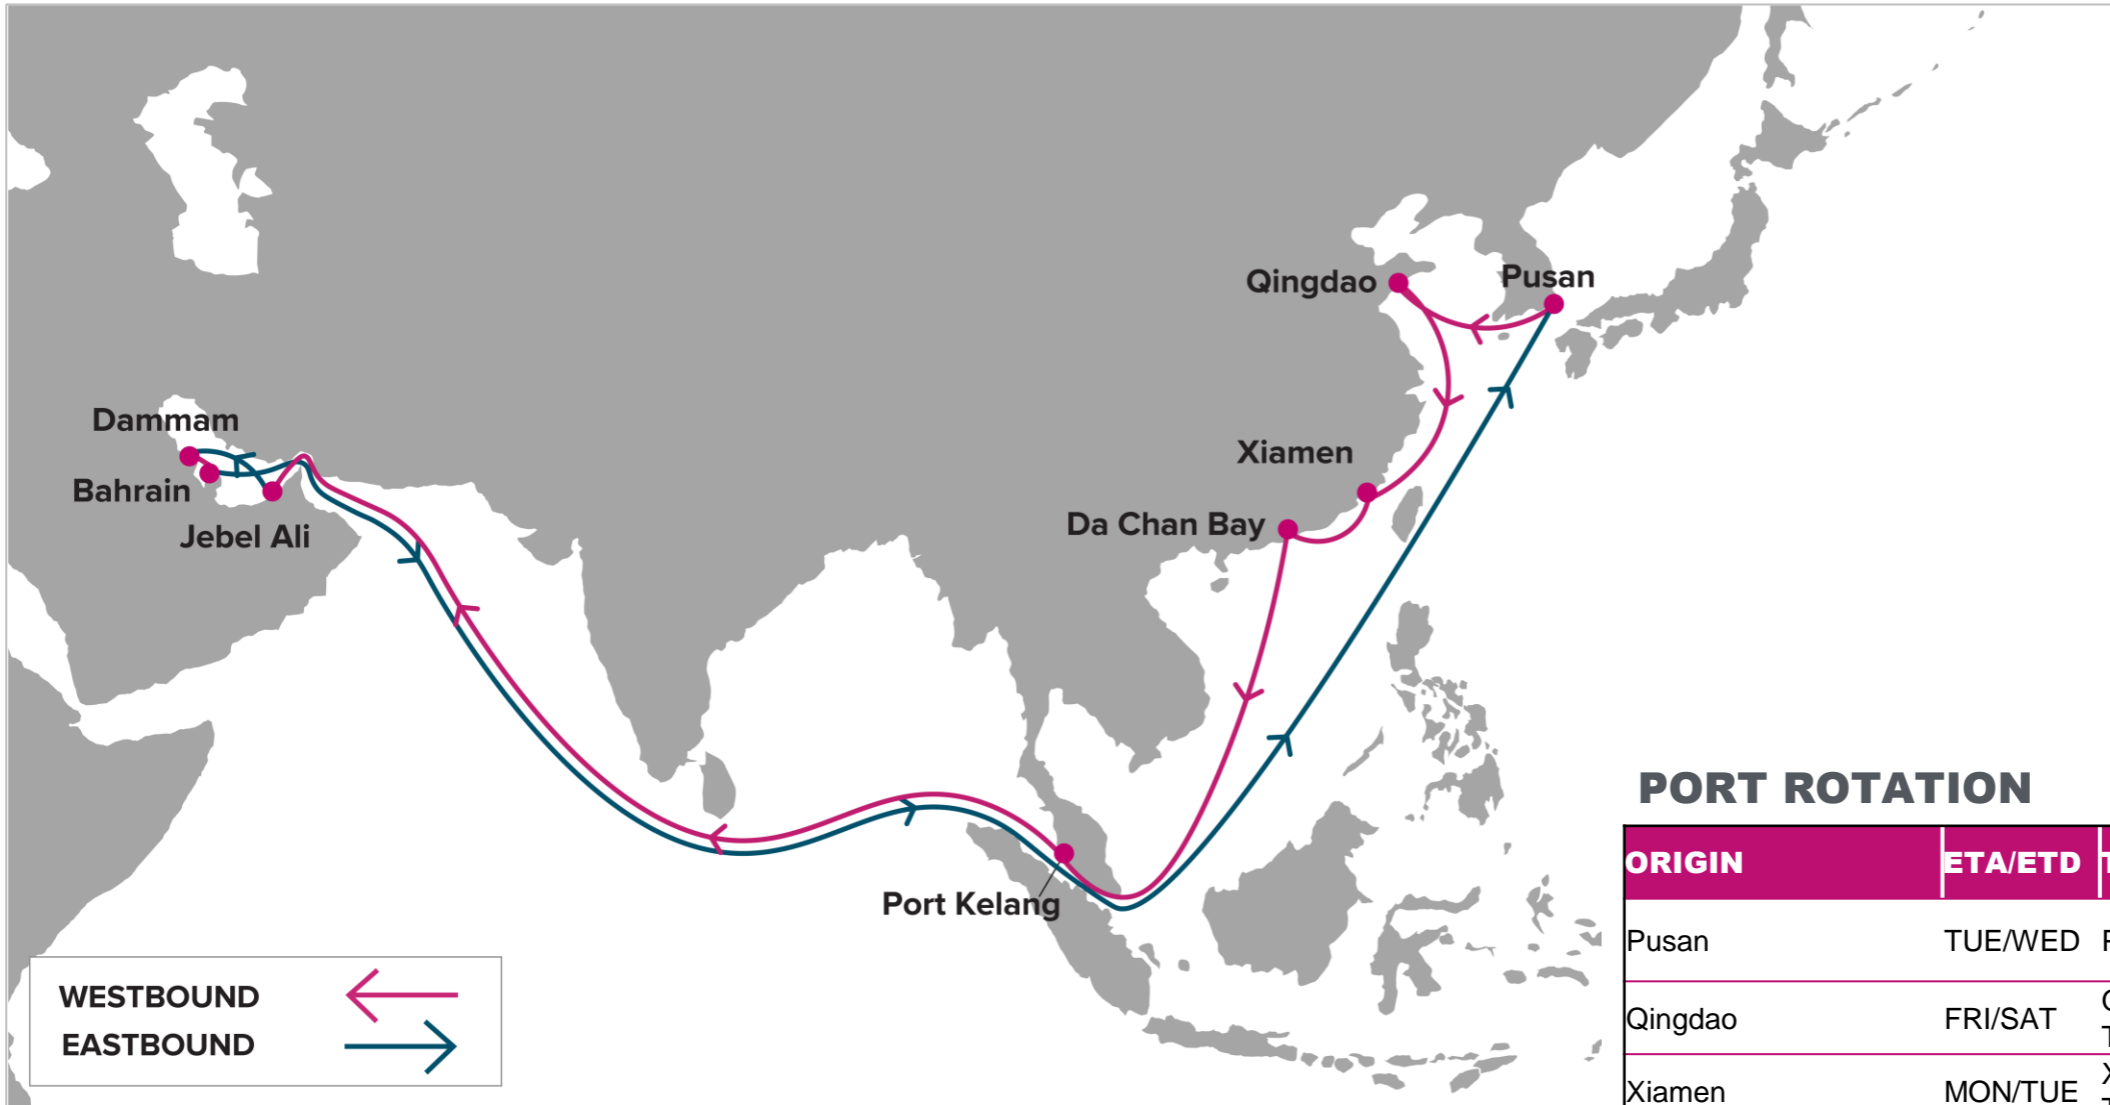 Qingdao
Pusan
Dammam
Xiamen
Bahrain
Da Chan Bay
Jebel Ali
Port Kelang
WESTBOUND
EASTBOUND
PORT ROTATION
ORIGIN ETA/ETD
Pusan TUE/WED
Qingdao FRI/SAT
Xiamen MON/TUE